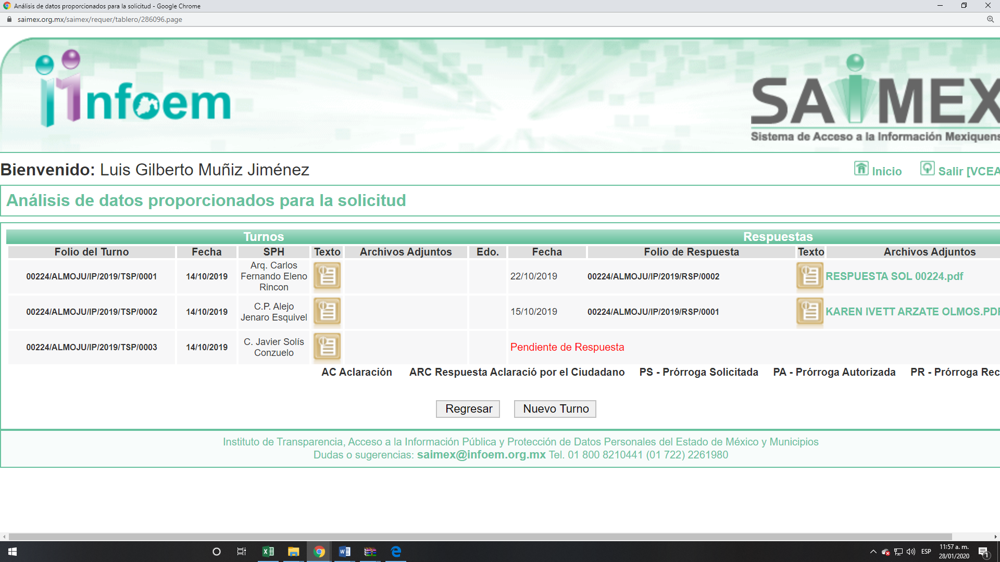 Análisis de datos proporcionados para la solicitud - Google Chrome
saimex.org.mx/saimex/requer/tablero/286096.page
infoem
SAIMEX
Sistema de Acceso a la Información Mexiquens
Bienvenido: Luis Gilberto Muñiz Jiménez
Inicio
Salir [VCEA
Análisis de datos proporcionados para la solicitud
Turnos
Respuestas
Folio del Turno Fecha SPH Texto Archivos Adjuntos Edo. Fecha Folio de Respuesta Texto Archivos Adjuntos
00224/ALMOJU/IP/2019/TSP/0001 14/10/2019 Arq. Carlos
Fernando Eleno
Rincon
22/10/2019 00224/ALMOJU/IP/2019/RSP/0002 RESPUESTA SOL 00224.pdf
00224/ALMOJU/IP/2019/TSP/0002 14/10/2019 C.P. Alejo
Jenaro Esquivel
15/10/2019 00224/ALMOJU/IP/2019/RSP/0001 KAREN IVETT ARZATE OLMOS.PDF
00224/ALMOJU/IP/2019/TSP/0003 14/10/2019 C. Javier Solís
Conzuelo
Pendiente de Respuesta
AC Aclaración ARC Respuesta Aclaració por el Ciudadano PS - Prórroga Solicitada PA - Prórroga Autorizada PR - Prórroga Rec
Regresar Nuevo Turno
Instituto de Transparencia, Acceso a la Información Pública y Protección de Datos Personales del Estado de México y Municipios
Dudas o sugerencias: saimex@infoem.org.mx Tel. 01 800 8210441 (01 722) 2261980
ESP
11:57 a. m.
28/01/2020
1